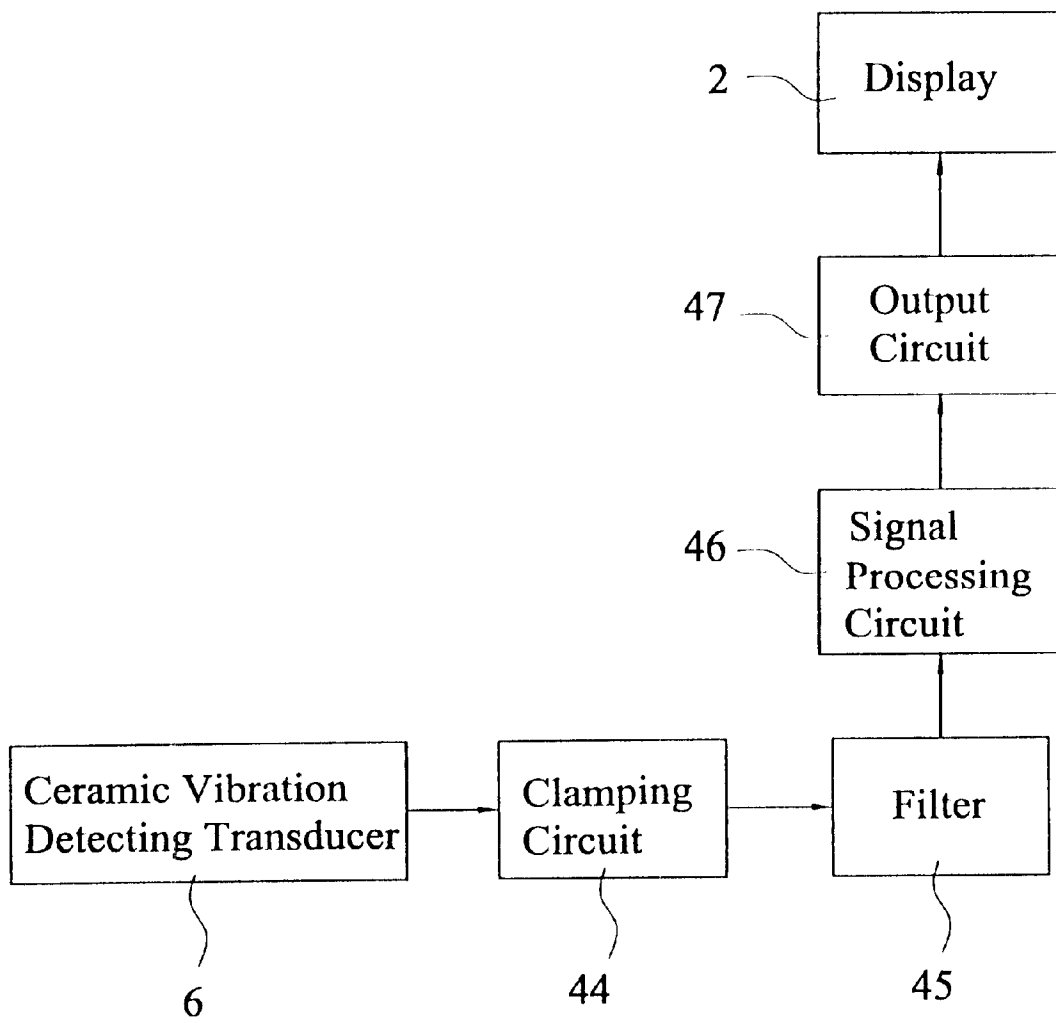 2
Display
47
Output
Circuit
46
Signal
Processing
Circuit
Ceramic Vibration
Detecting Transducer
Clamping
Circuit
Filter
6
44
45